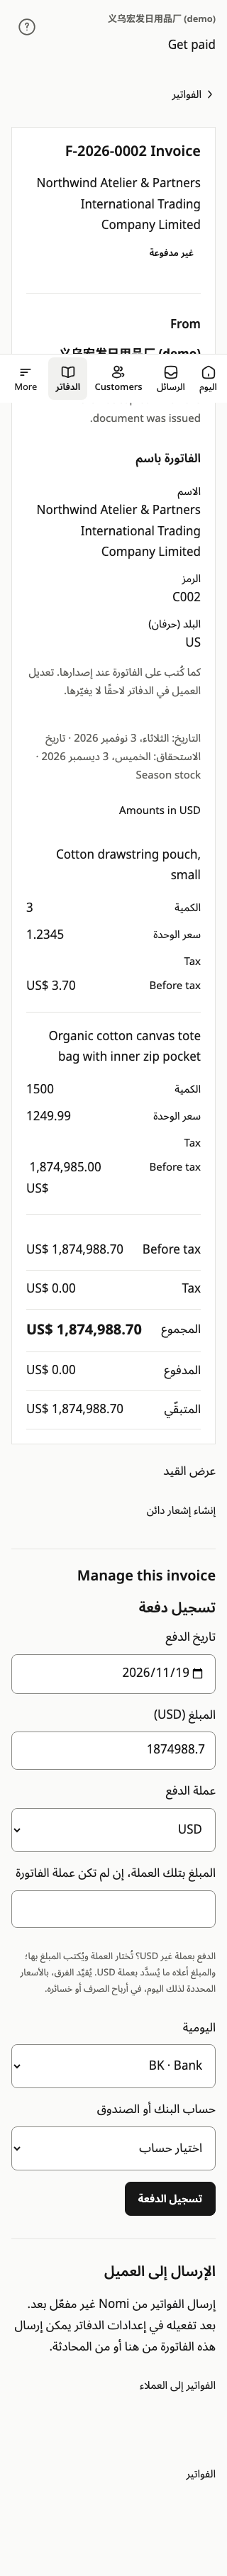 义乌宏发日用品厂 (demo)
Get paid
الفواتير
F-2026-0002 Invoice
Northwind Atelier & Partners
International Trading
Company Limited
غير مدفوعة
From
اليوم
الرسائل
Customers
الدفاتر
More
document was issued.
الفاتورة باسم
الاسم
Northwind Atelier & Partners
International Trading
Company Limited
الرمز
C002
البلد (حرفان)
US
كما كُتب على الفاتورة عند إصدارها. تعديل
العميل في الدفاتر لاحقًا لا يغيّرها.
التاريخ: الثلاثاء، 3 نوفمبر 2026 · تاريخ
الاستحقاق: الخميس، 3 ديسمبر 2026 ·
Season stock
Amounts in USD
Cotton drawstring pouch,
small
الكمية 3
سعر الوحدة 1.2345
Tax
Before tax US$ 3.70
Organic cotton canvas tote
bag with inner zip pocket
الكمية 1500
سعر الوحدة 1249.99
Tax
Before tax 1,874,985.00
US$
Before tax US$ 1,874,988.70
Tax US$ 0.00
المجموع US$ 1,874,988.70
المدفوع US$ 0.00
المتبقّي US$ 1,874,988.70
عرض القيد
إنشاء إشعار دائن
Manage this invoice
تسجيل دفعة
تاريخ الدفع
2026/11/19
المبلغ (USD)
1874988.7
عملة الدفع
USD
المبلغ بتلك العملة، إن لم تكن عملة الفاتورة
الدفع بعملة غير USD؟ تُختار العملة ويُكتب المبلغ بها؛
والمبلغ أعلاه ما يُسدَّد بعملة USD. يُقيَّد الفرق، بالأسعار
المحددة لذلك اليوم، في أرباح الصرف أو خسائره.
اليومية
BK · Bank
حساب البنك أو الصندوق
اختيار حساب
تسجيل الدفعة
الإرسال إلى العميل
إرسال الفواتير من Nomi غير مفعّل بعد.
بعد تفعيله في إعدادات الدفاتر يمكن إرسال
هذه الفاتورة من هنا أو من المحادثة.
الفواتير إلى العملاء
الفواتير